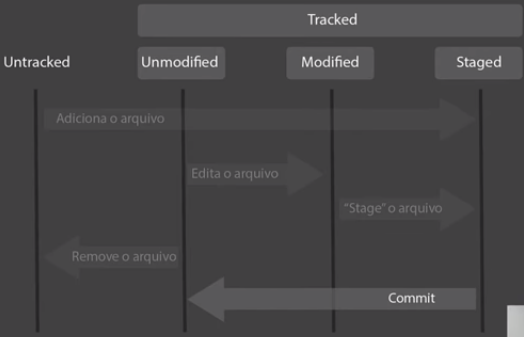 Tracked
Untracked
Unmodified
Modified
Staged
Adiciona o arquivo
Edita o arquivo
"Stage" o arquivo
Remove o arquivo
Commit